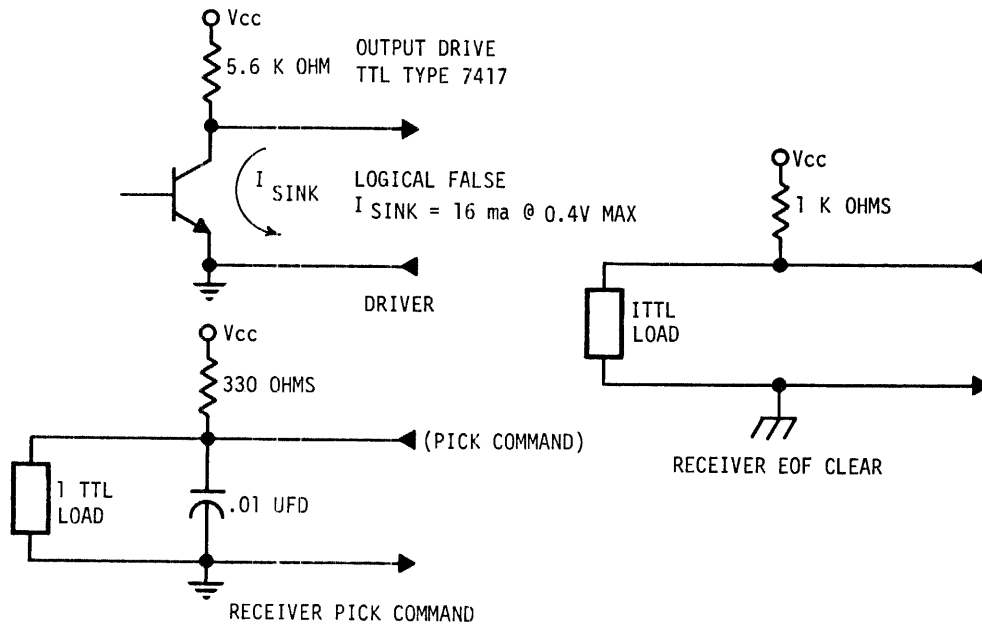 Vcc
5.6 K OHM
OUTPUT DRIVE
TTL TYPE 7417
I SINK
LOGICAL FALSE
I SINK = 16 ma @ 0.4V MAX
DRIVER
Vcc
330 OHMS
(PICK COMMAND)
1 TTL
LOAD
.01 UFD
RECEIVER PICK COMMAND
Vcc
1 K OHMS
ITTL
LOAD
RECEIVER EOF CLEAR